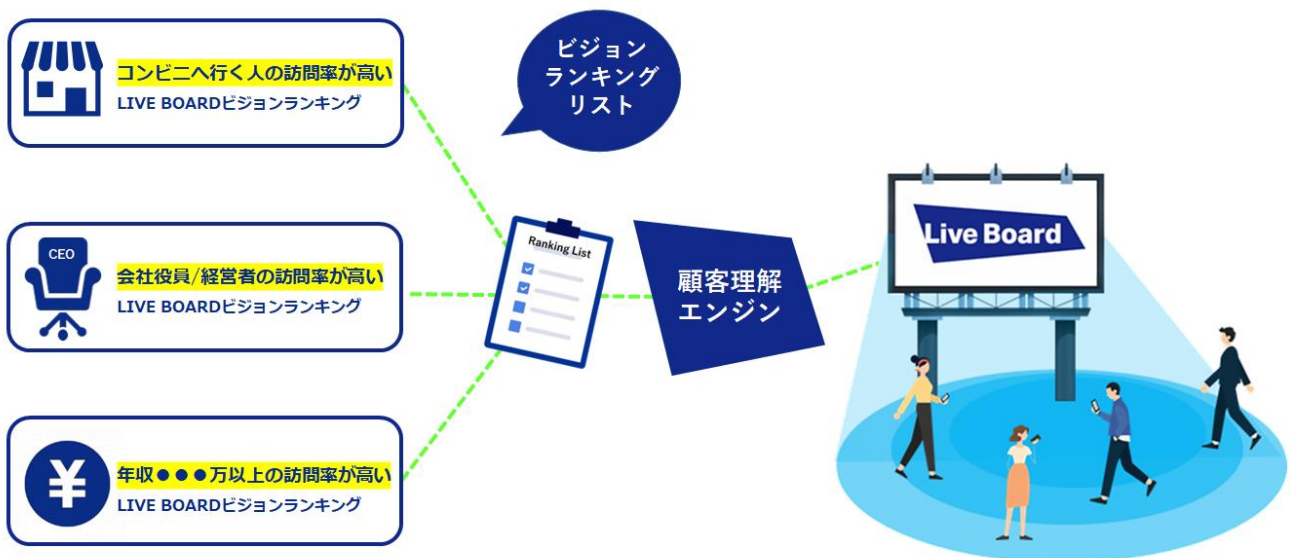 コンビニへ行く人の訪問率が高い
LIVE BOARDビジョンランキング
CEO
会社役員/経営者の訪問率が高い
LIVE BOARDビジョンランキング
¥
年収●●●万以上の訪問率が高い
LIVE BOARDビジョンランキング
ビジョン
ランキング
リスト
Ranking List
顧客理解
エンジン
Live Board